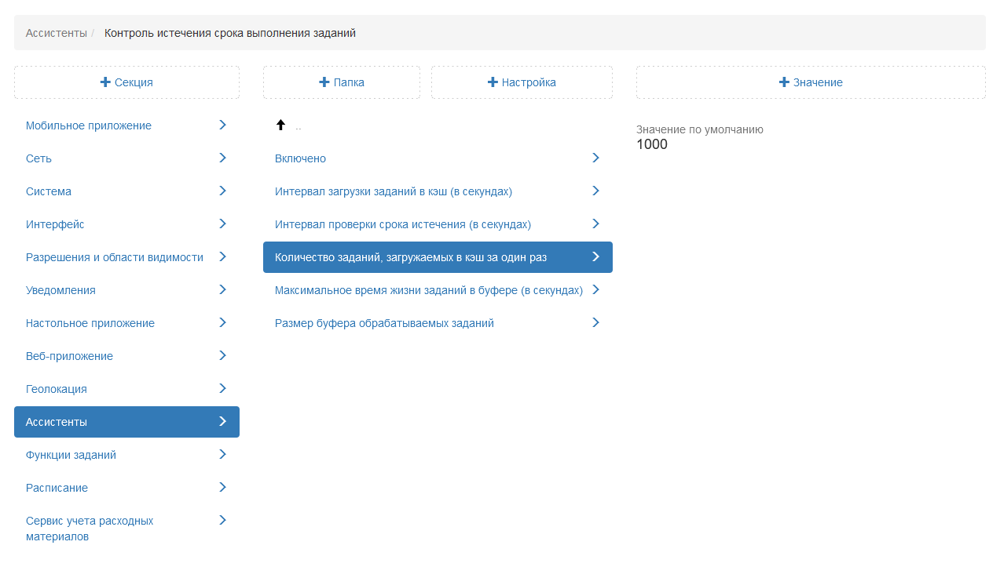 Ассистенты / Контроль истечения срока выполнения заданий
Секция
Папка
Настройка
Значение
Мобильное приложение
Сеть
Система
Интерфейс
Разрешения и области видимости
Уведомления
Настольное приложение
Веб-приложение
Геолокация
Ассистенты
Функции заданий
Расписание
Сервис учета расходных
материалов
..
Включено
Интервал загрузки заданий в кэш (в секундах)
Интервал проверки срока истечения (в секундах)
Количество заданий, загружаемых в кэш за один раз
Максимальное время жизни заданий в буфере (в секундах)
Размер буфера обрабатываемых заданий
Значение по умолчанию
1000